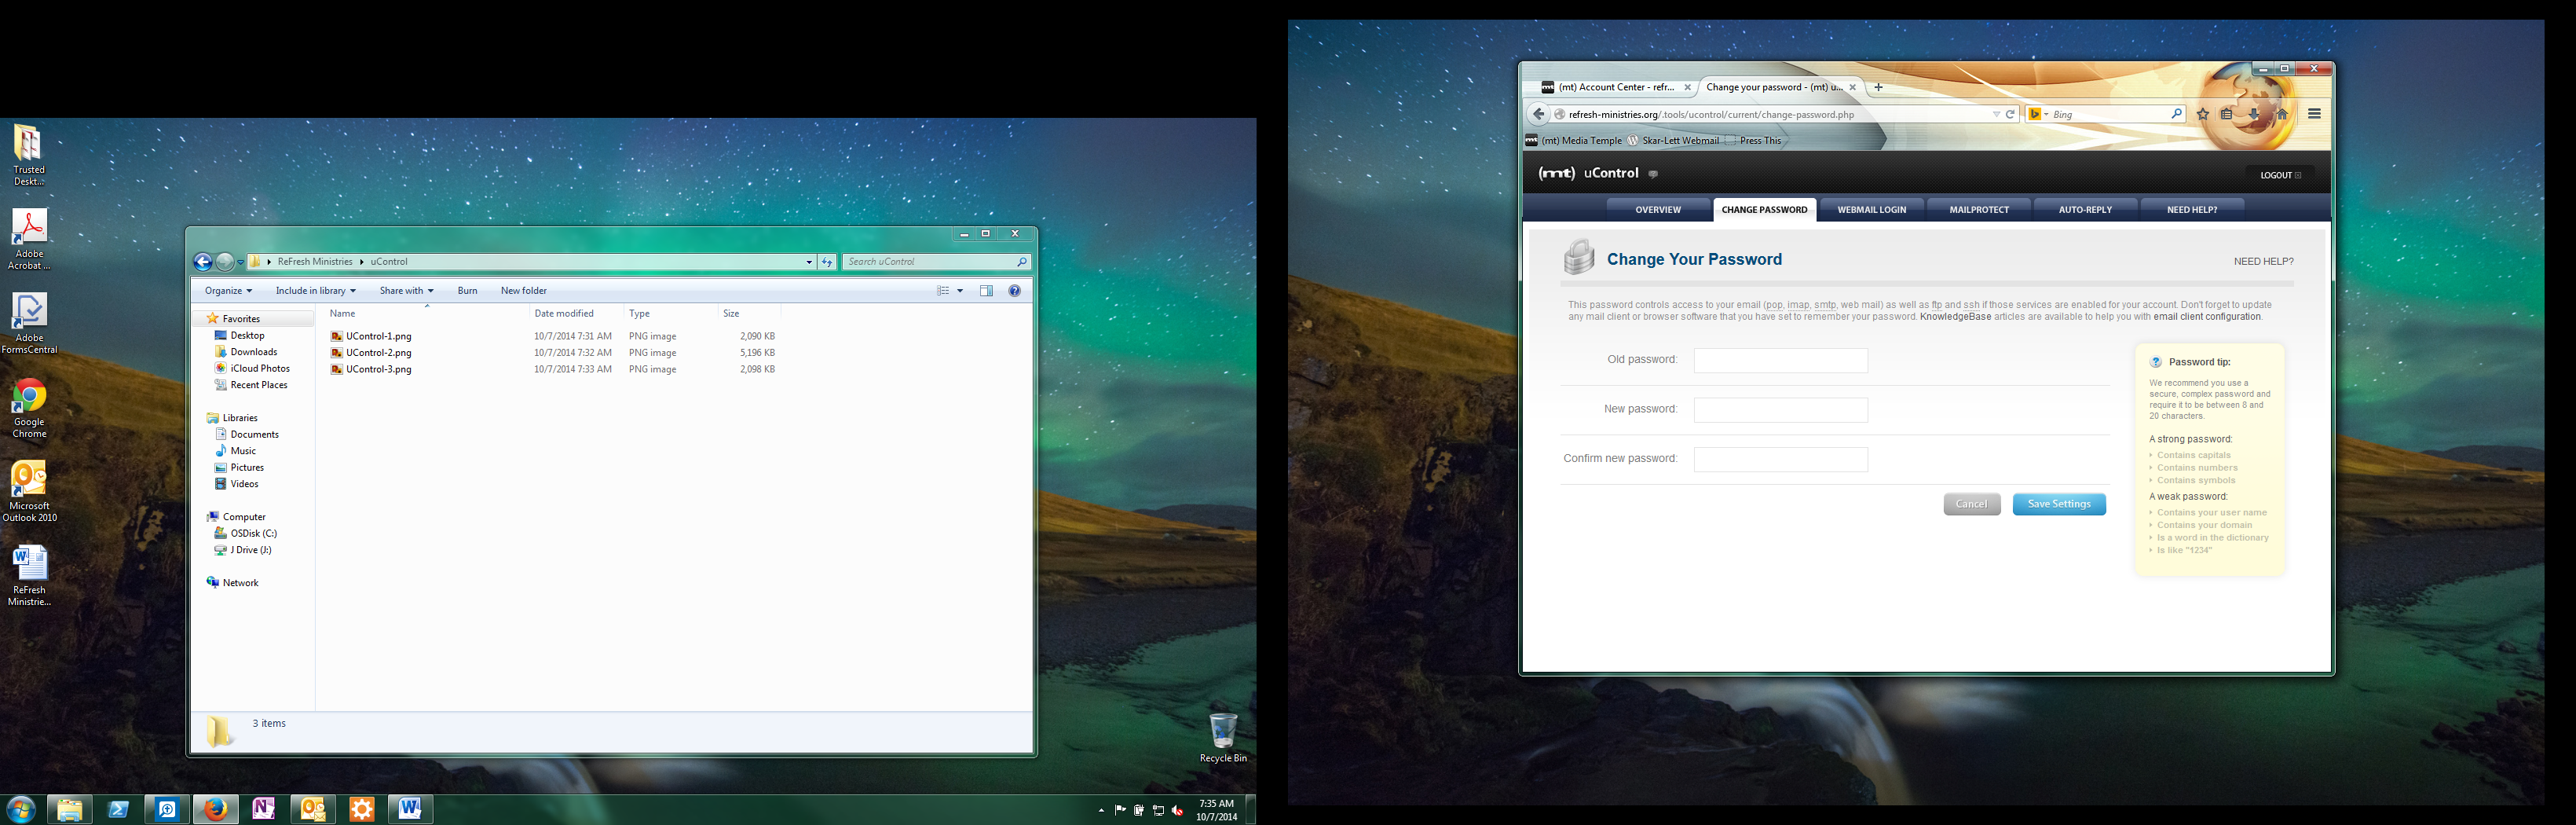 Trusted
Deskt...
Adobe
Acrobat ...
Adobe
FormsCentral
Google
Chrome
Microsoft
Outlook 2010
ReFresh
Ministrie...
ReFresh Ministries
uControl
Search uControl
Organize
Include in library
Share with
Burn
New folder
Name
Date modified
Type
Size
Favorites
Desktop
Downloads
iCloud Photos
Recent Places
Libraries
Documents
Music
Pictures
Videos
Computer
OSDisk (C:)
J Drive (J:)
Network
UControl-1.png 10/7/2014 7:31 AM PNG image 2,090 KB
UControl-2.png 10/7/2014 7:32 AM PNG image 5,196 KB
UControl-3.png 10/7/2014 7:33 AM PNG image 2,098 KB
3 items
Recycle Bin
7:35 AM
10/7/2014
(mt) Account Center - refr...
Change your password - (mt) u...
refresh-ministries.org/.tools/ucontrol/current/change-password.php
Bing
(mt) Media Temple
Skar-Lett Webmail
Press This
(mt) uControl
LOGOUT
OVERVIEW
CHANGE PASSWORD
WEBMAIL LOGIN
MAILPROTECT
AUTO-REPLY
NEED HELP?
Change Your Password
NEED HELP?
This password controls access to your email (pop, imap, smtp, web mail) as well as ftp and ssh if those services are enabled for your account. Don't forget to update
any mail client or browser software that you have set to remember your password. KnowledgeBase articles are available to help you with email client configuration.
Old password:
New password:
Confirm new password:
Cancel
Save Settings
Password tip:
We recommend you use a
secure, complex password and
require it to be between 8 and
20 characters.
A strong password:
Contains capitals
Contains numbers
Contains symbols
A weak password:
Contains your user name
Contains your domain
Is a word in the dictionary
Is like "1234"